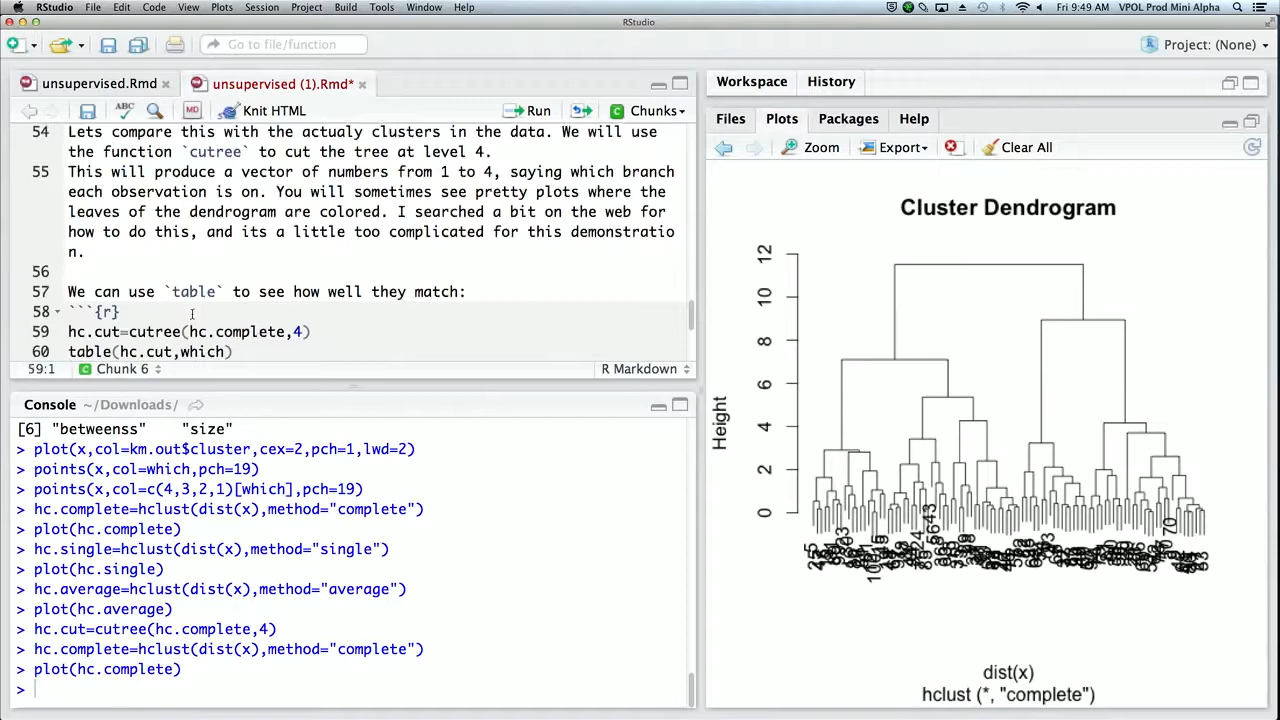 RStudio File Edit Code View Plots Session Project Build Tools Window Help Fri 9:49 AM VPOL Prod Mini Alpha
RStudio
Go to file/function Project: (None)
unsupervised.Rmd unsupervised (1).Rmd*
ABC MD Knit HTML Run Chunks
54 Lets compare this with the actualy clusters in the data. We will use
the function `cutree` to cut the tree at level 4.
55 This will produce a vector of numbers from 1 to 4, saying which branch
each observation is on. You will sometimes see pretty plots where the
leaves of the dendrogram are colored. I searched a bit on the web for
how to do this, and its a little too complicated for this demonstratio
n.
56
57 We can use `table` to see how well they match:
58 ```{r}
59 hc.cut=cutree(hc.complete,4)
60 table(hc.cut,which)
59:1 C Chunk 6 R Markdown
Console ~/Downloads/
[6] "betweenss" "size"
> plot(x,col=km.out$cluster,cex=2,pch=1,lwd=2)
> points(x,col=which,pch=19)
> points(x,col=c(4,3,2,1)[which],pch=19)
> hc.complete=hclust(dist(x),method="complete")
> plot(hc.complete)
> hc.single=hclust(dist(x),method="single")
> plot(hc.single)
> hc.average=hclust(dist(x),method="average")
> plot(hc.average)
> hc.cut=cutree(hc.complete,4)
> hc.complete=hclust(dist(x),method="complete")
> plot(hc.complete)
>
Workspace History
Files Plots Packages Help
Zoom Export Clear All
Cluster Dendrogram
Height
12
10
8
6
4
2
0
dist(x)
hclust (*, "complete")